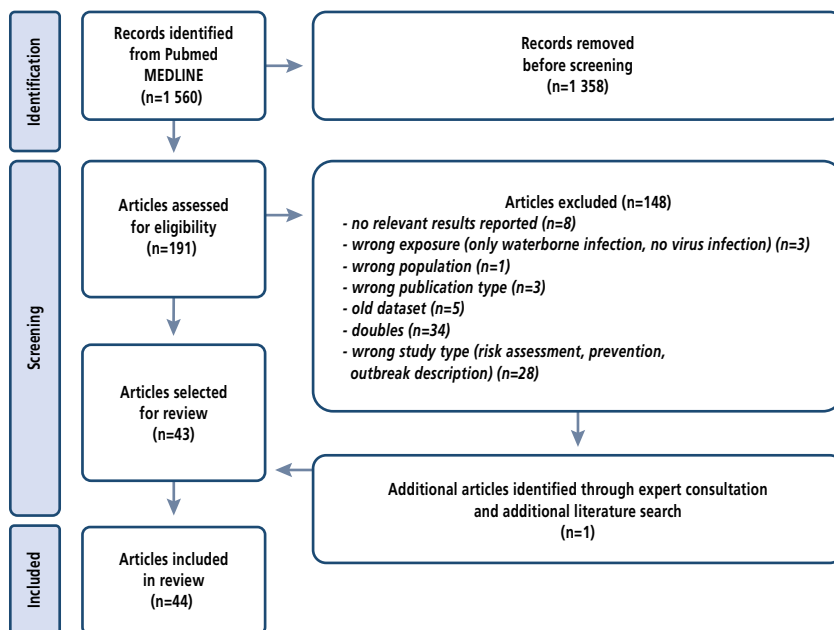 Identification
Records identified
from Pubmed
MEDLINE
(n=1 560)
Records removed
before screening
(n=1 358)
Screening
Articles assessed
for eligibility
(n=191)
Articles excluded (n=148)
- no relevant results reported (n=8)
- wrong exposure (only waterborne infection, no virus infection) (n=3)
- wrong population (n=1)
- wrong publication type (n=3)
- old dataset (n=5)
- doubles (n=34)
- wrong study type (risk assessment, prevention,
outbreak description) (n=28)
Articles selected
for review
(n=43)
Additional articles identified through expert consultation
and additional literature search
(n=1)
Included
Articles included
in review
(n=44)